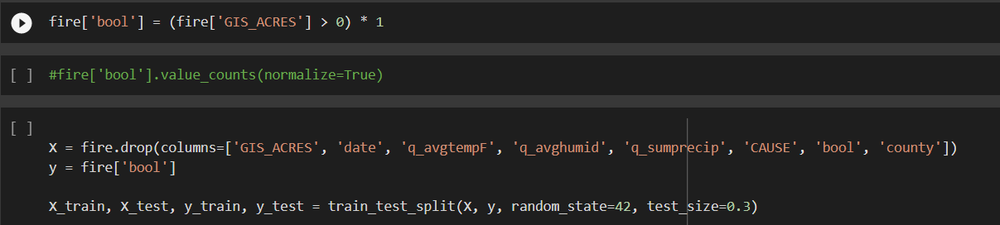 fire['bool'] = (fire['GIS_ACRES'] > 0) * 1
[ ] #fire['bool'].value_counts(normalize=True)
[ ]
X = fire.drop(columns=['GIS_ACRES', 'date', 'q_avgtempF', 'q_avghumid', 'q_sumprecip', 'CAUSE', 'bool', 'county'])
y = fire['bool']
X_train, X_test, y_train, y_test = train_test_split(X, y, random_state=42, test_size=0.3)